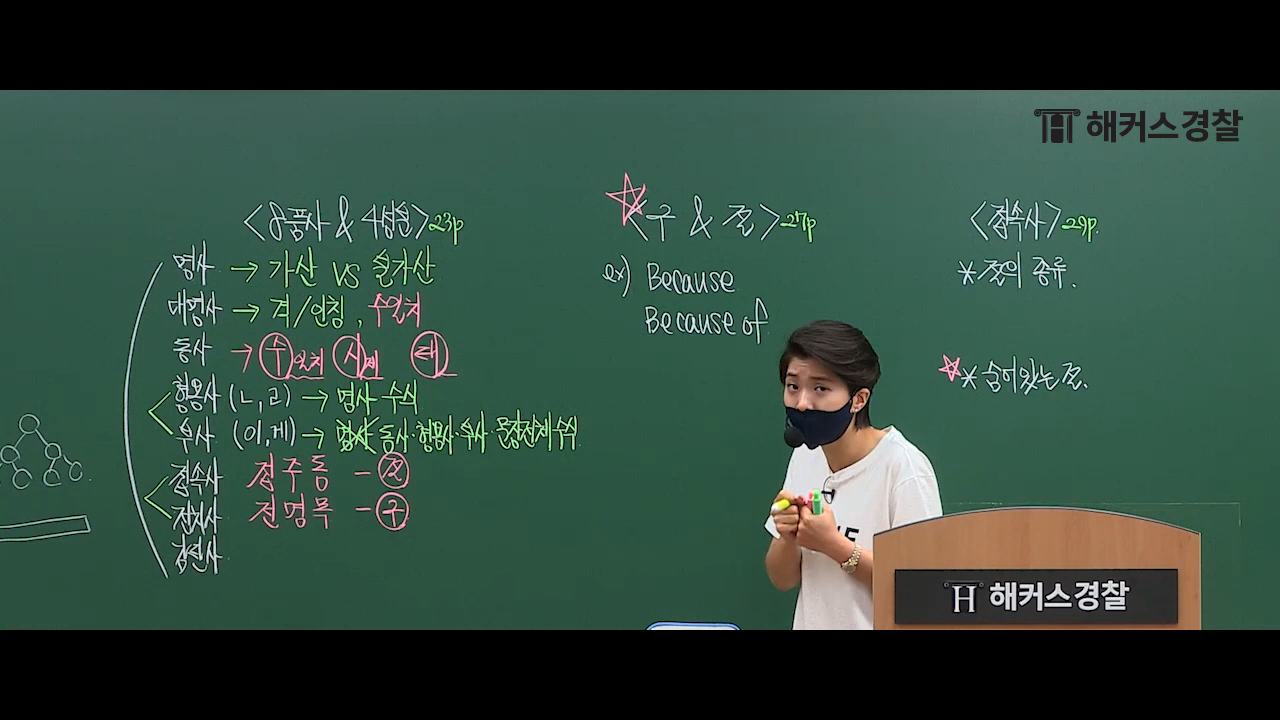 해커스경찰
<8품사 & 4성분> 23p
명사 → 가산 vs 불가산
대명사 → 격/인칭, 수일치
동사 → 수일치 시제 태
형용사 (ㄴ,고) → 명사 수식
부사 (이,게) → 동사·형용사·부사·문장전체 수식
접속사 접주동 - 절
전치사 전명목 - 구
감탄사
☆<구 & 절> 27p
ex) Because
Because of
<접속사> 29p.
*절의 종류.
☆* 숨어있는 절.
해커스경찰